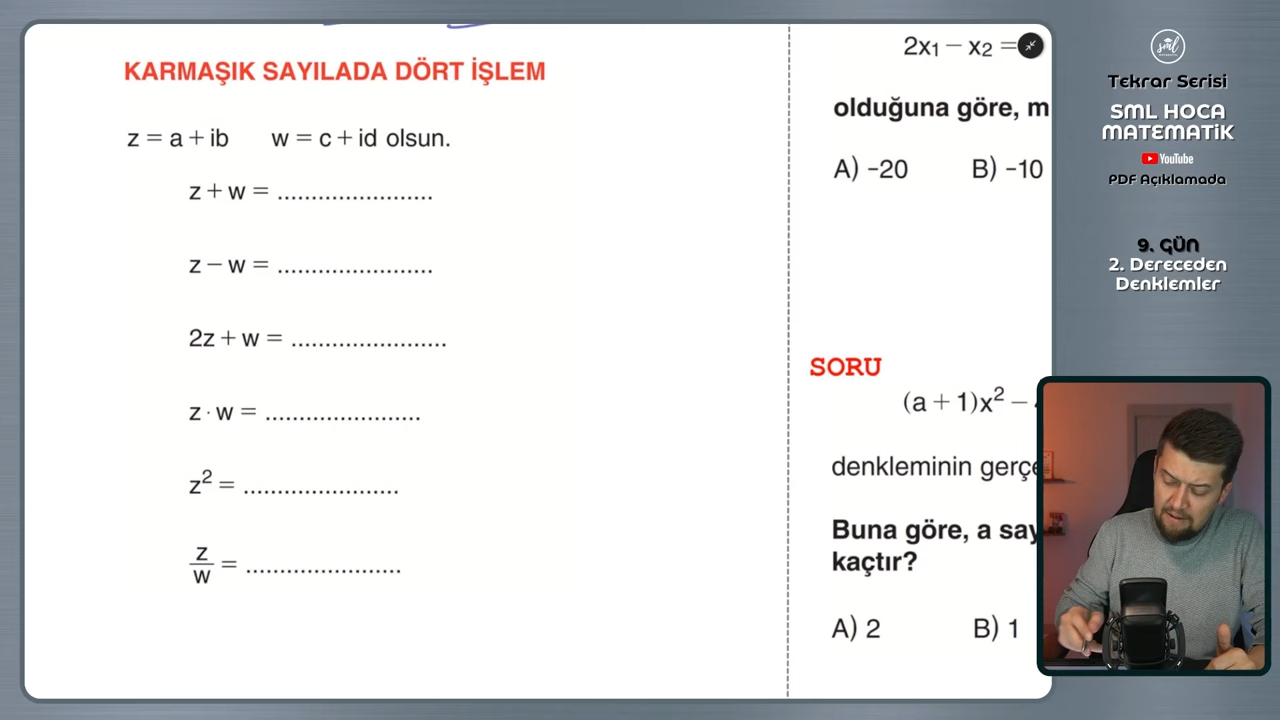 KARMAŞIK SAYILADA DÖRT İŞLEM
z = a + ib w = c + id olsun.
z + w = .......................
z − w = .......................
2z + w = .......................
z · w = .......................
z² = .......................
z/w = .......................
2x₁ − x₂ =
olduğuna göre, m
A) -20 B) -10
SORU
(a + 1)x² −
denkleminin gerçe
Buna göre, a say
kaçtır?
A) 2 B) 1
sml
Tekrar Serisi
SML HOCA
MATEMATİK
YouTube
PDF Açıklamada
9. GÜN
2. Dereceden
Denklemler